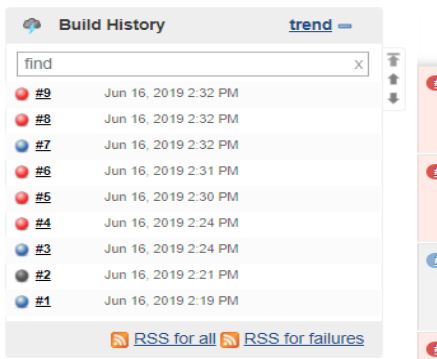 Build History trend
find x
#9 Jun 16, 2019 2:32 PM
#8 Jun 16, 2019 2:32 PM
#7 Jun 16, 2019 2:32 PM
#6 Jun 16, 2019 2:31 PM
#5 Jun 16, 2019 2:30 PM
#4 Jun 16, 2019 2:24 PM
#3 Jun 16, 2019 2:24 PM
#2 Jun 16, 2019 2:21 PM
#1 Jun 16, 2019 2:19 PM
RSS for all RSS for failures